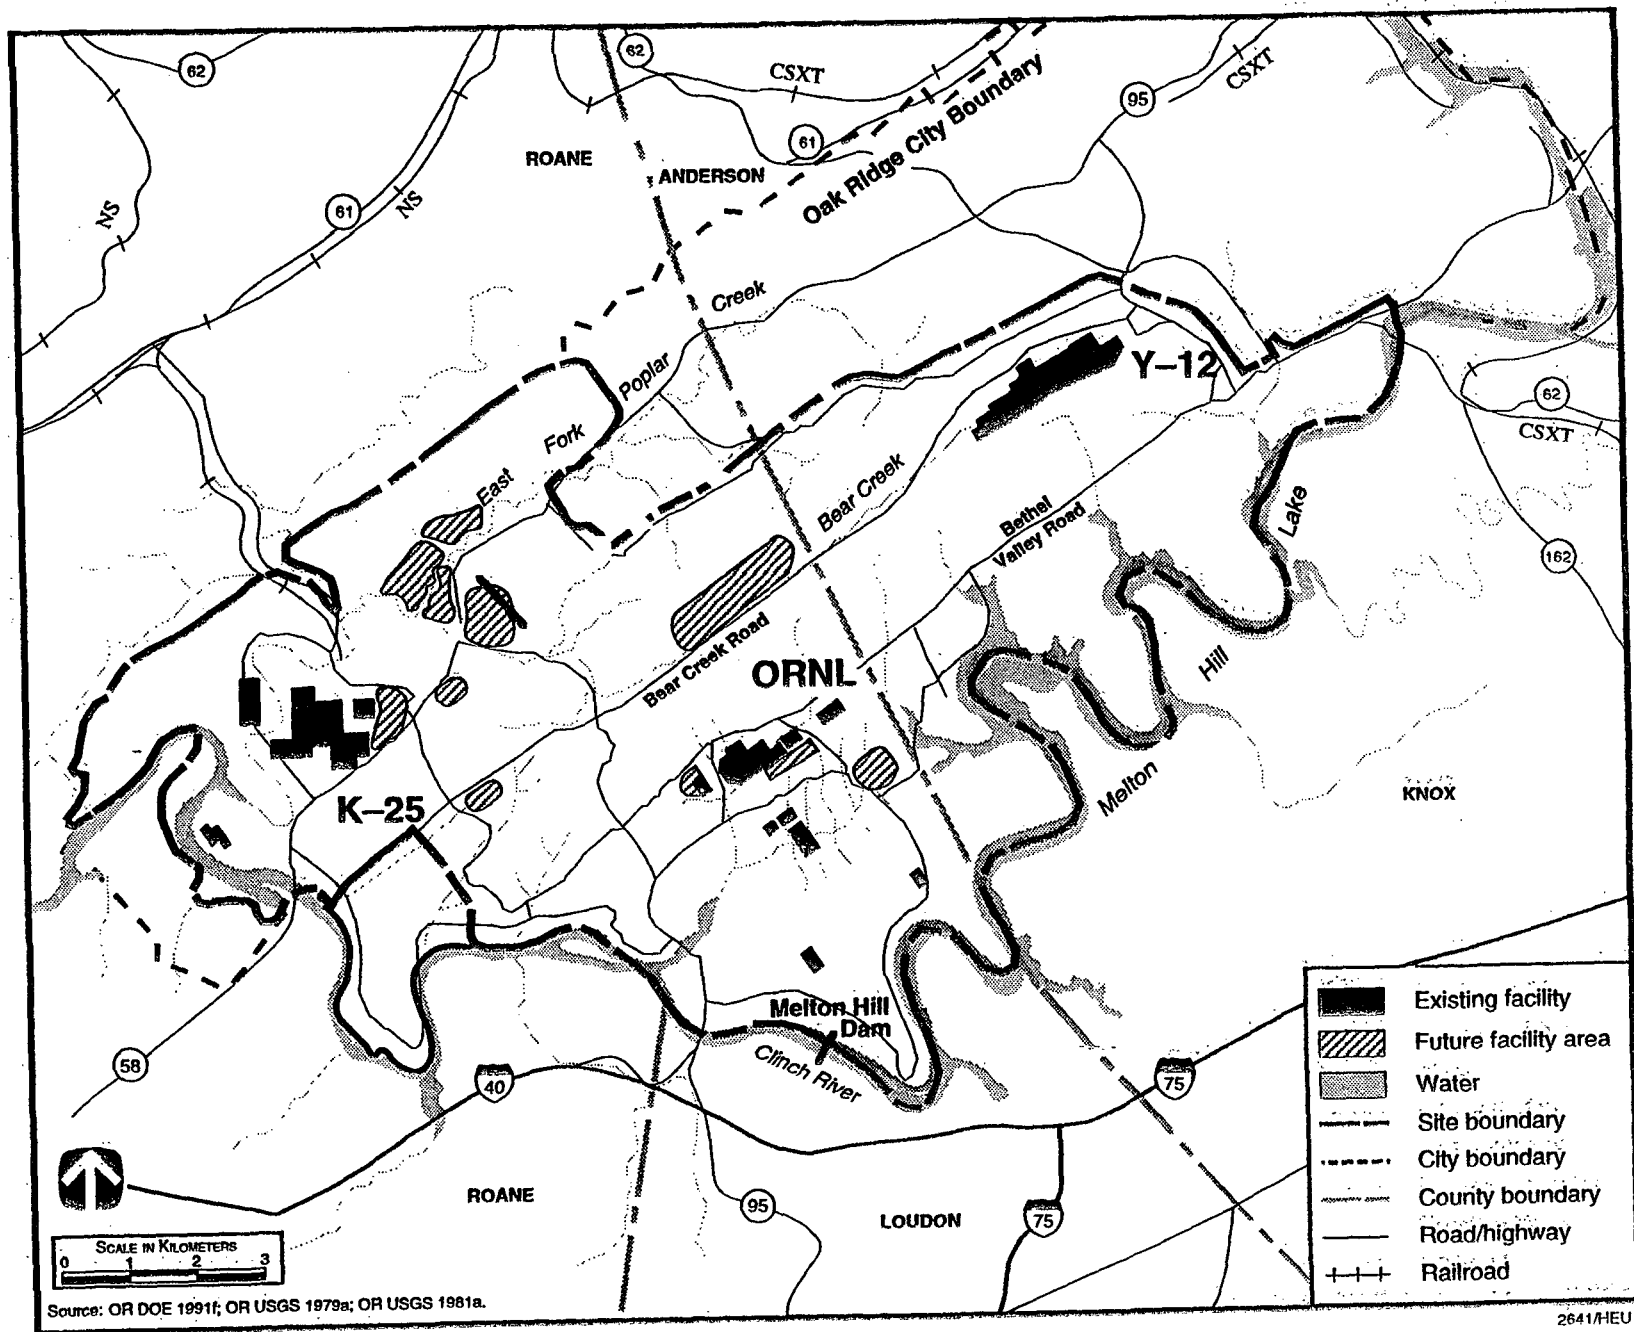 62
62
CSXT
CSXT
95
61
Oak Ridge City Boundary
ROANE
ANDERSON
NS
61
NS
Creek
Poplar
Fork
East
Y–12
62
CSXT
Bear Creek
Bethel
Valley Road
Lake
162
Bear Creek Road
ORNL
Hill
Melton
KNOX
K–25
Melton Hill
Dam
Clinch River
58
40
75
ROANE
95
LOUDON
75
Existing facility
Future facility area
Water
Site boundary
City boundary
County boundary
Road/highway
Railroad
SCALE IN KILOMETERS
0 1 2 3
Source: OR DOE 1991f; OR USGS 1979a; OR USGS 1981a.
2641/HEU